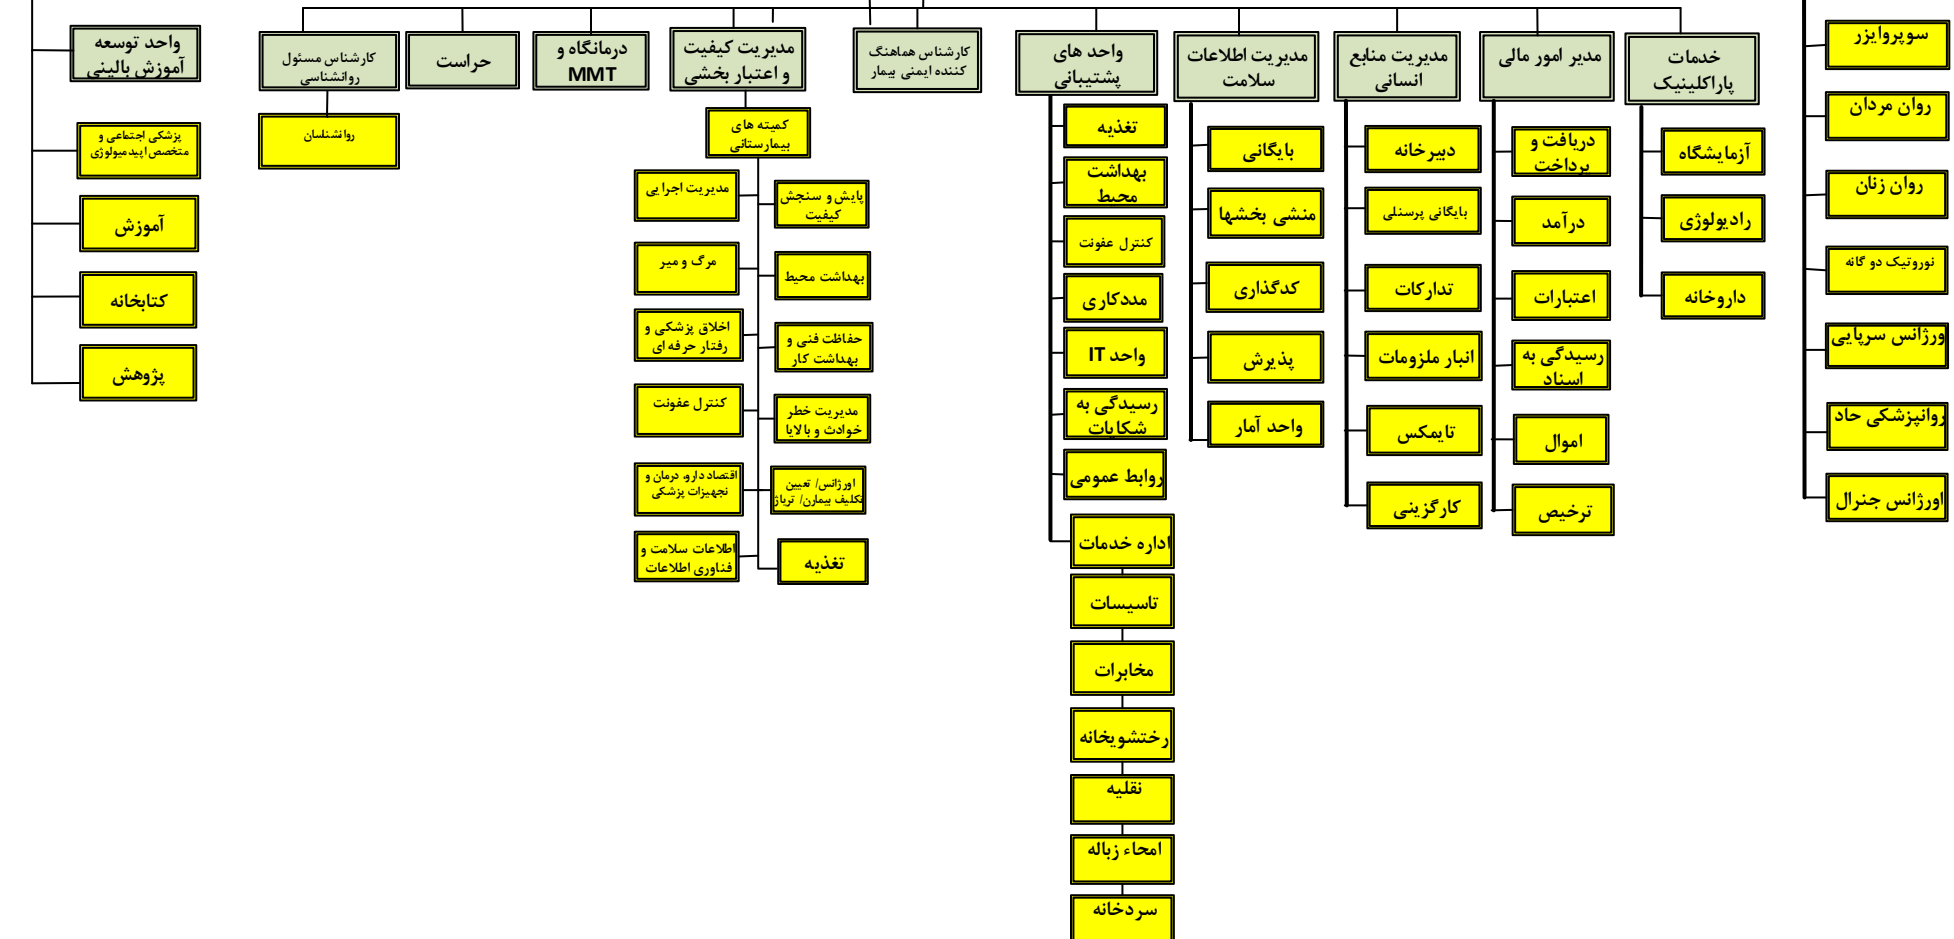 سوپروایزر
روان مردان
روان زنان
نوروتیک دو گانه
ورژانس سرپایی
روانپزشکی حاد
اورژانس جنرال
خدمات
پاراکلینیک
آزمایشگاه
رادیولوژی
داروخانه
مدیر امور مالی
دریافت و
پرداخت
درآمد
اعتبارات
رسیدگی به
اسناد
اموال
ترخیص
مدیریت منابع
انسانی
دبیرخانه
بایگانی پرسنلی
تدارکات
انبار ملزومات
تایمکس
کارگزینی
مدیریت اطلاعات
سلامت
بایگانی
منشی بخشها
کدگذاری
پذیرش
واحد آمار
واحد های
پشتیبانی
تغذیه
بهداشت
محیط
کنترل عفونت
مددکاری
واحد IT
رسیدگی به
شکایات
روابط عمومی
اداره خدمات
تاسیسات
مخابرات
رختشویخانه
نقلیه
امحاء زباله
سردخانه
کارشناس هماهنگ
کننده ایمنی بیمار
مدیریت کیفیت
و اعتبار بخشی
کمیته های
بیمارستانی
پایش و سنجش
کیفیت
بهداشت محیط
حفاظت فنی و
بهداشت کار
مدیریت خطر
خوادث و بالایا
اورژانس/ تعیین
تکلیف بیمارن/ تریاژ
تغذیه
مدیریت اجرایی
مرگ و میر
اخلاق پزشکی و
رفتار حرفه ای
کنترل عفونت
اقتصاد دارو، درمان و
تجهیزات پزشکی
اطلاعات سلامت و
فناوری اطلاعات
درمانگاه و
MMT
حراست
کارشناس مسئول
روانشناسی
روانشناسان
واحد توسعه
آموزش بالینی
پزشکی اجتماعی و
متخصص اپیدمیولوژی
آموزش
کتابخانه
پژوهش